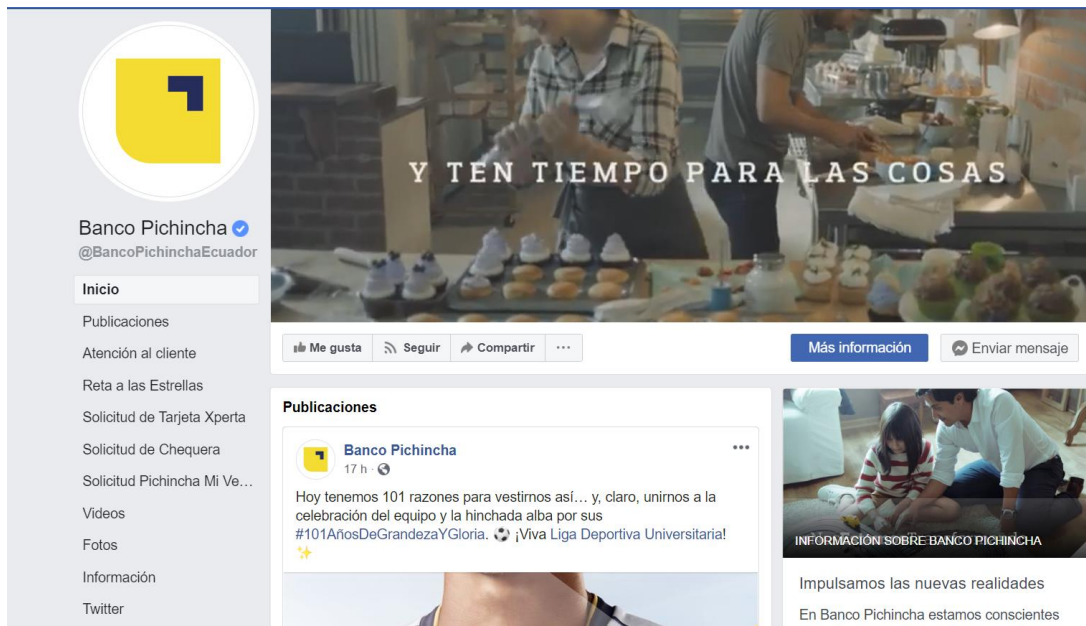 Y TEN TIEMPO PARA LAS COSAS
Banco Pichincha
@BancoPichinchaEcuador
Inicio
Publicaciones
Atención al cliente
Reta a las Estrellas
Solicitud de Tarjeta Xperta
Solicitud de Chequera
Solicitud Pichincha Mi Ve...
Videos
Fotos
Información
Twitter
Me gusta
Seguir
Compartir
...
Más información
Enviar mensaje
Publicaciones
Banco Pichincha
17 h ·
Hoy tenemos 101 razones para vestirnos así… y, claro, unirnos a la
celebración del equipo y la hinchada alba por sus
#101AñosDeGrandezaYGloria. ⚽ ¡Viva Liga Deportiva Universitaria!
✨
INFORMACIÓN SOBRE BANCO PICHINCHA
Impulsamos las nuevas realidades
En Banco Pichincha estamos conscientes